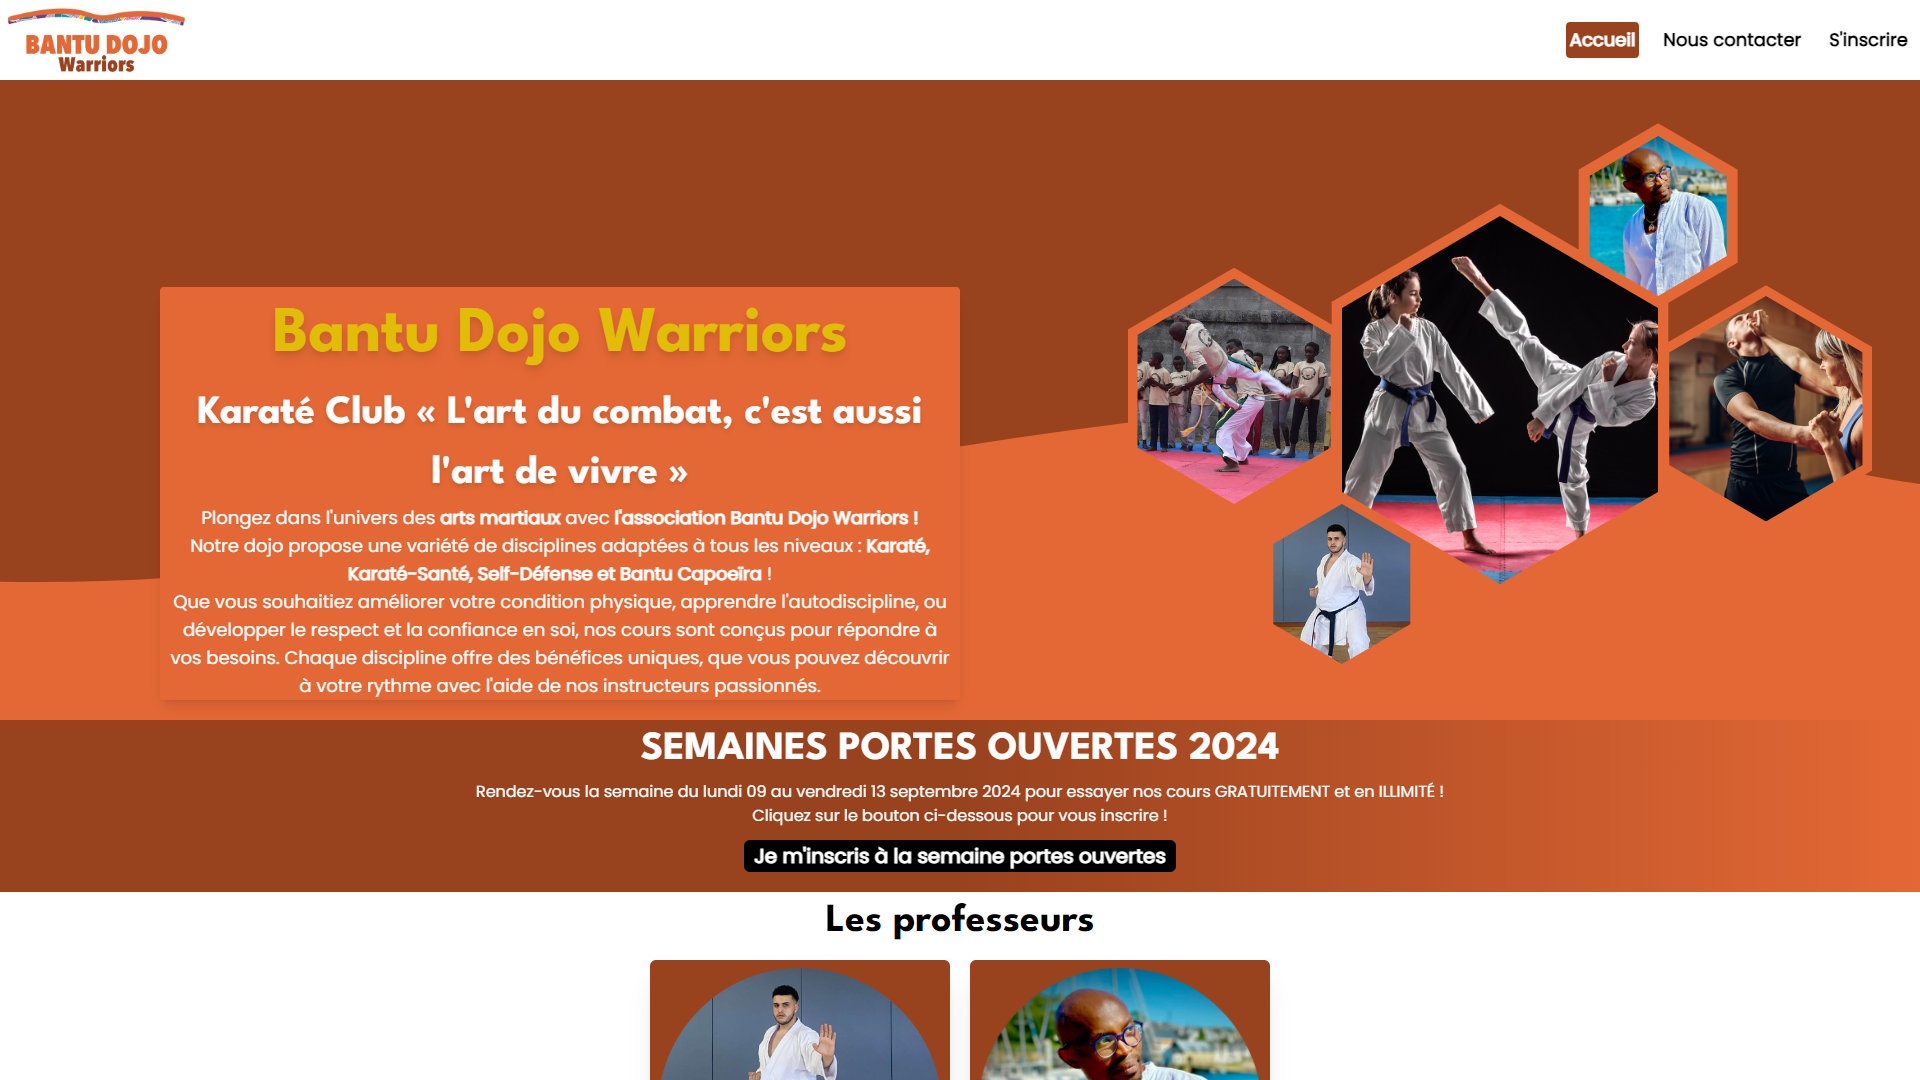 BANTU DOJO
Warriors
Accueil
Nous contacter
S'inscrire
Bantu Dojo Warriors
Karaté Club « L'art du combat, c'est aussi
l'art de vivre »
Plongez dans l'univers des arts martiaux avec l'association Bantu Dojo Warriors !
Notre dojo propose une variété de disciplines adaptées à tous les niveaux : Karaté,
Karaté-Santé, Self-Défense et Bantu Capoeïra !
Que vous souhaitiez améliorer votre condition physique, apprendre l'autodiscipline, ou
développer le respect et la confiance en soi, nos cours sont conçus pour répondre à
vos besoins. Chaque discipline offre des bénéfices uniques, que vous pouvez découvrir
à votre rythme avec l'aide de nos instructeurs passionnés.
SEMAINES PORTES OUVERTES 2024
Rendez-vous la semaine du lundi 09 au vendredi 13 septembre 2024 pour essayer nos cours GRATUITEMENT et en ILLIMITÉ !
Cliquez sur le bouton ci-dessous pour vous inscrire !
Je m'inscris à la semaine portes ouvertes
Les professeurs